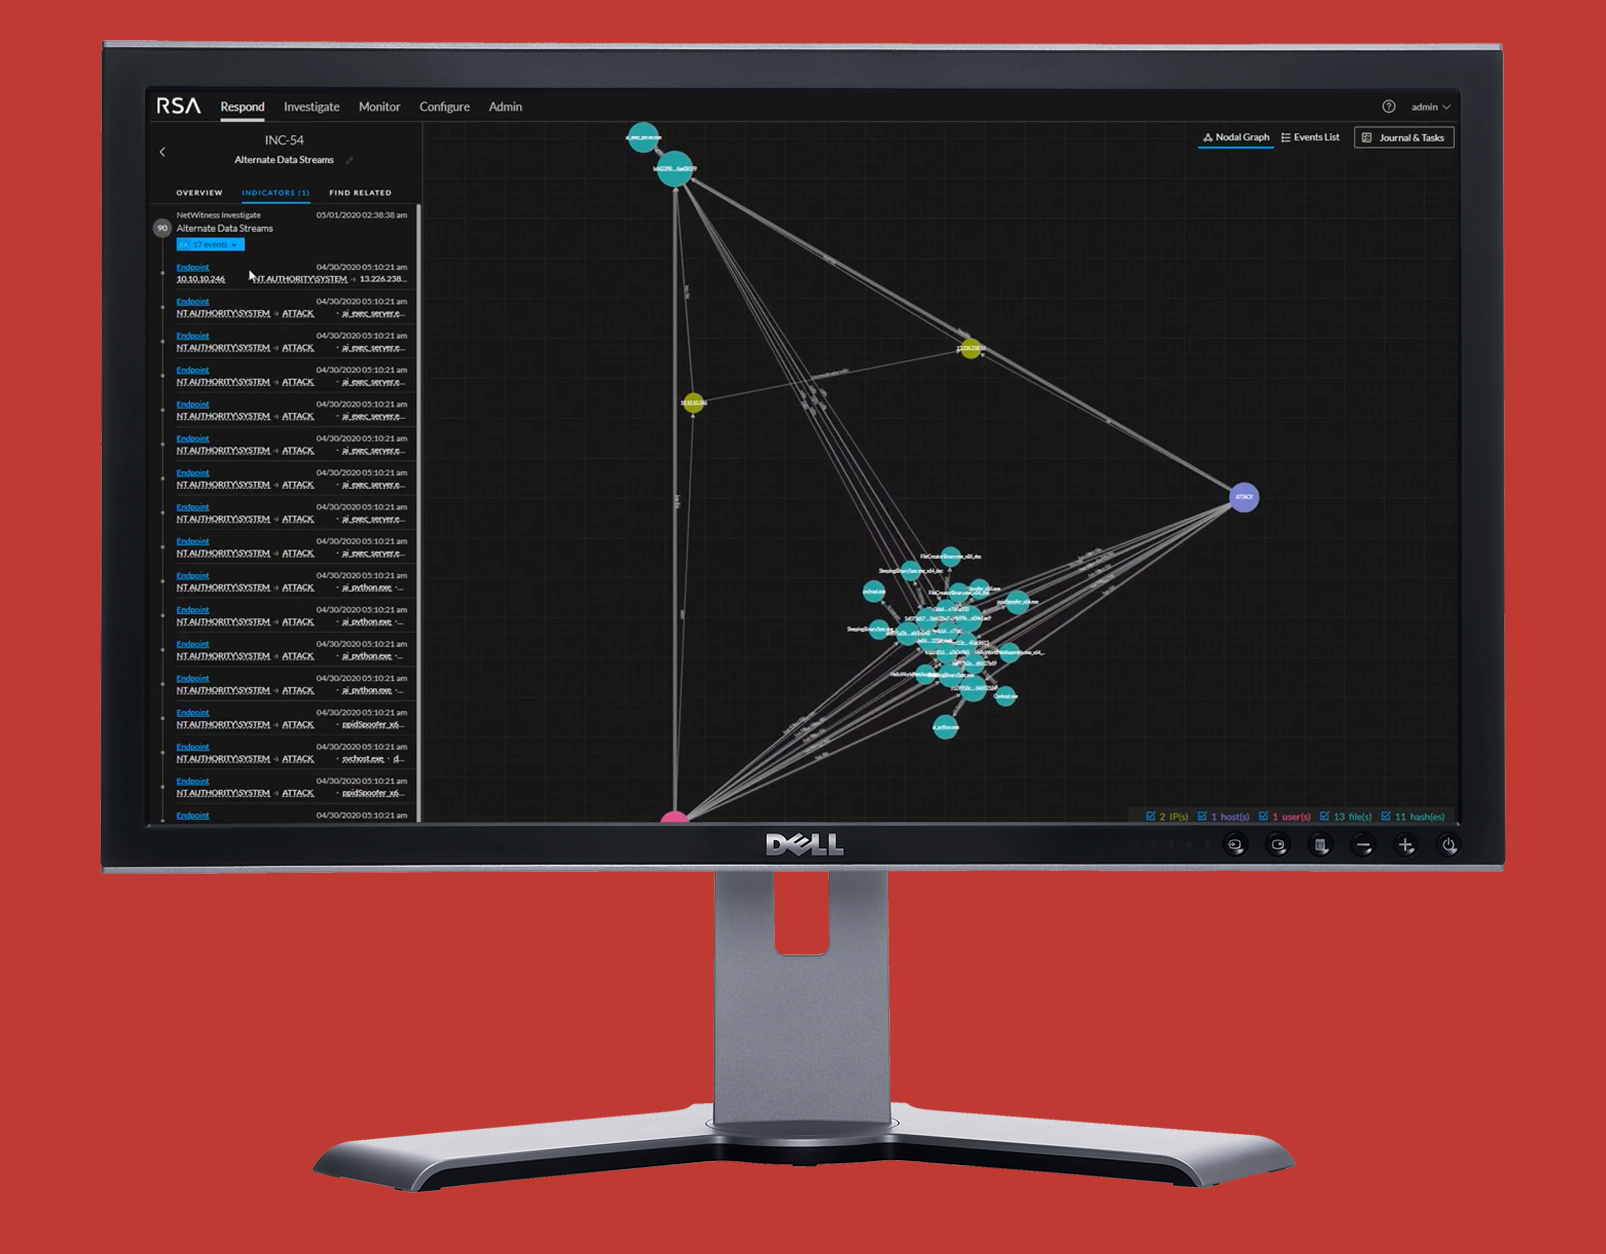 RSA Respond Investigate Monitor Configure Admin
admin
INC-54
Alternate Data Streams
Nodal Graph Events List Journal & Tasks
OVERVIEW INDICATORS (1) FIND RELATED
NetWitness Investigate 05/01/2020 02:38:38 am
90 Alternate Data Streams
17 events
Endpoint 04/30/2020 05:10:21 am
10.10.10.246 NT AUTHORITY\SYSTEM 13.226.238...
Endpoint 04/30/2020 05:10:21 am
NT AUTHORITY\SYSTEM ATTACK ai_exec_server.e...
Endpoint 04/30/2020 05:10:21 am
NT AUTHORITY\SYSTEM ATTACK ai_exec_server.e...
Endpoint 04/30/2020 05:10:21 am
NT AUTHORITY\SYSTEM ATTACK ai_exec_server.e...
Endpoint 04/30/2020 05:10:21 am
NT AUTHORITY\SYSTEM ATTACK ai_exec_server.e...
Endpoint 04/30/2020 05:10:21 am
NT AUTHORITY\SYSTEM ATTACK ai_exec_server.e...
Endpoint 04/30/2020 05:10:21 am
NT AUTHORITY\SYSTEM ATTACK ai_exec_server.e...
Endpoint 04/30/2020 05:10:21 am
NT AUTHORITY\SYSTEM ATTACK ai_exec_server.e...
Endpoint 04/30/2020 05:10:21 am
NT AUTHORITY\SYSTEM ATTACK ai_exec_server.e...
Endpoint 04/30/2020 05:10:21 am
NT AUTHORITY\SYSTEM ATTACK ai_python.exe ...
Endpoint 04/30/2020 05:10:21 am
NT AUTHORITY\SYSTEM ATTACK ai_python.exe ...
Endpoint 04/30/2020 05:10:21 am
NT AUTHORITY\SYSTEM ATTACK ai_python.exe ...
Endpoint 04/30/2020 05:10:21 am
NT AUTHORITY\SYSTEM ATTACK ai_python.exe ...
Endpoint 04/30/2020 05:10:21 am
NT AUTHORITY\SYSTEM ATTACK ppidSpoofer_x6...
Endpoint 04/30/2020 05:10:21 am
NT AUTHORITY\SYSTEM ATTACK svchost.exe d...
Endpoint 04/30/2020 05:10:21 am
NT AUTHORITY\SYSTEM ATTACK ppidSpoofer_x6...
Endpoint 04/30/2020 05:10:21 am
10.10.10.246
ATTACK
svchost.exe
ppidSpoofer_x64.exe
ai_python.exe
2 IP(s) 1 host(s) 1 user(s) 13 file(s) 11 hash(es)
DELL